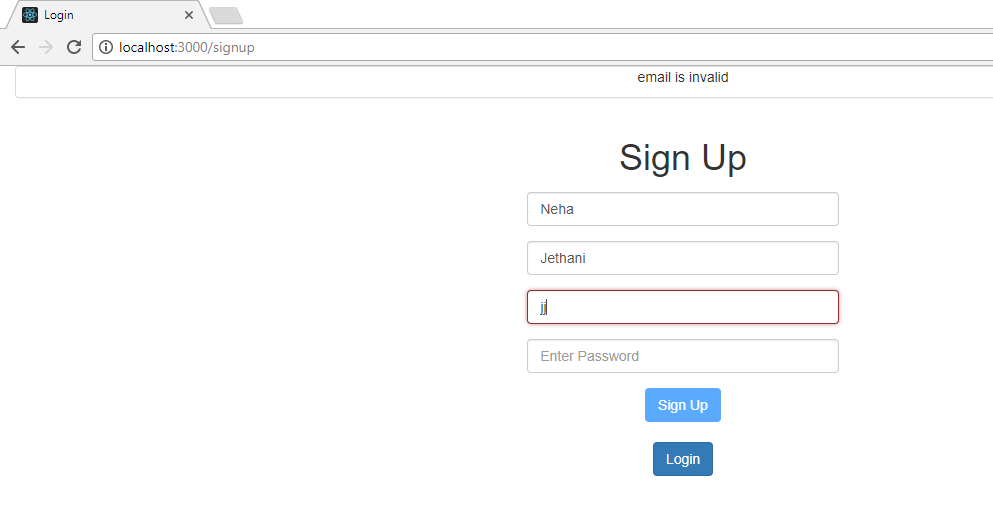 Login
localhost:3000/signup
email is invalid
Sign Up
Neha
Jethani
jj
Enter Password
Sign Up
Login